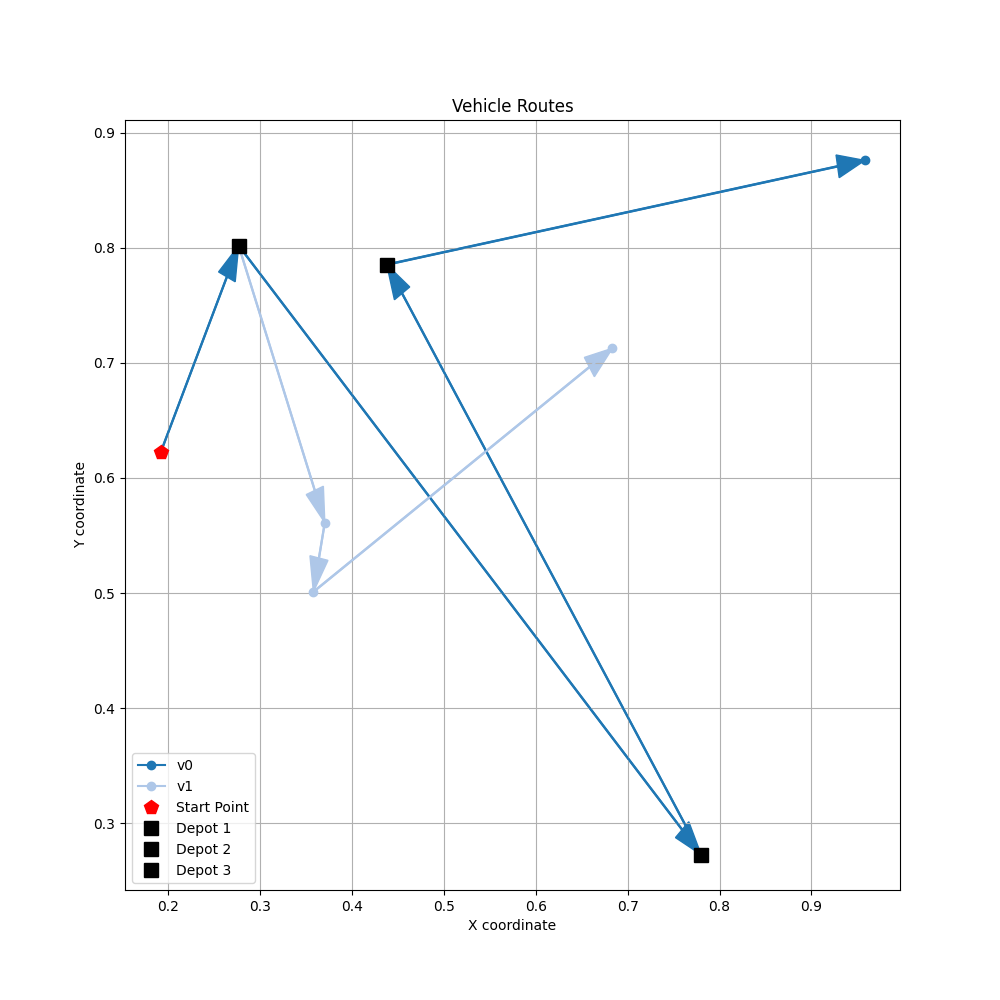 Vehicle Routes
0.9
0.8
0.7
0.6
0.5
0.4
0.3
Y coordinate
v0
v1
Start Point
Depot 1
Depot 2
Depot 3
0.2 0.3 0.4 0.5 0.6 0.7 0.8 0.9
X coordinate